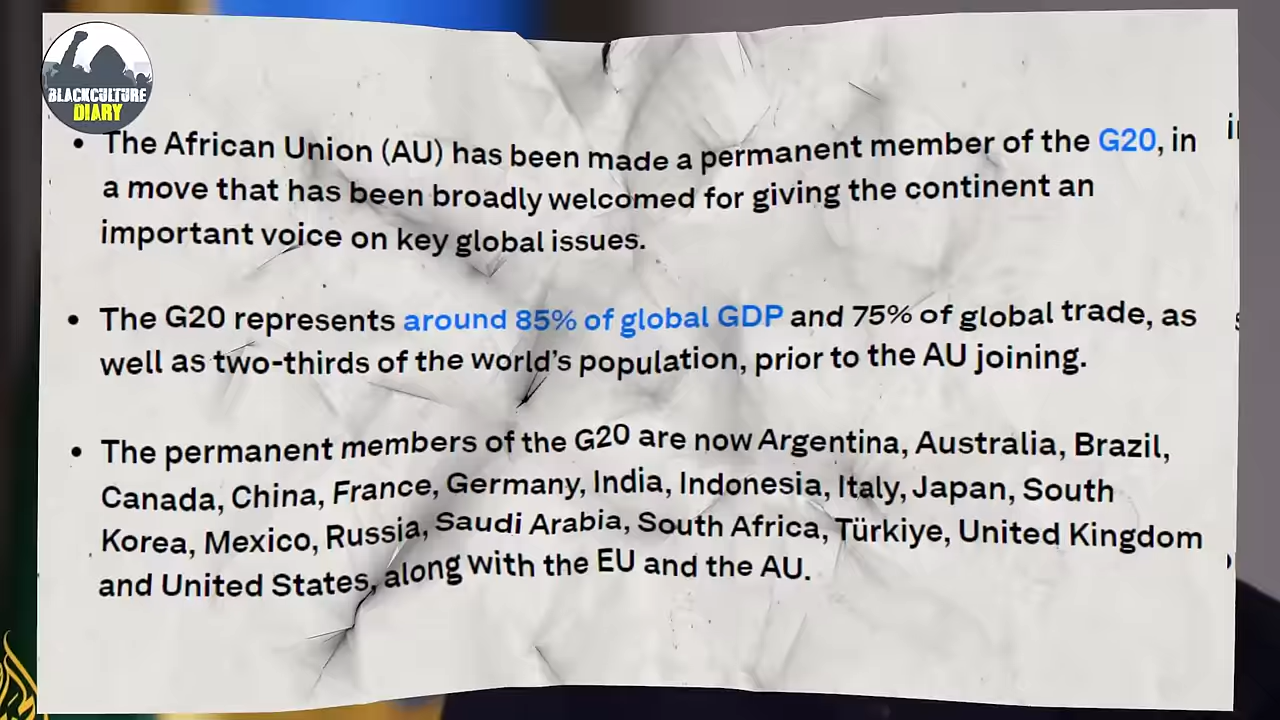 BLACKCULTURE
DIARY
• The African Union (AU) has been made a permanent member of the G20, in
a move that has been broadly welcomed for giving the continent an
important voice on key global issues.
• The G20 represents around 85% of global GDP and 75% of global trade, as
well as two-thirds of the world's population, prior to the AU joining.
• The permanent members of the G20 are now Argentina, Australia, Brazil,
Canada, China, France, Germany, India, Indonesia, Italy, Japan, South
Korea, Mexico, Russia, Saudi Arabia, South Africa, Türkiye, United Kingdom
and United States, along with the EU and the AU.